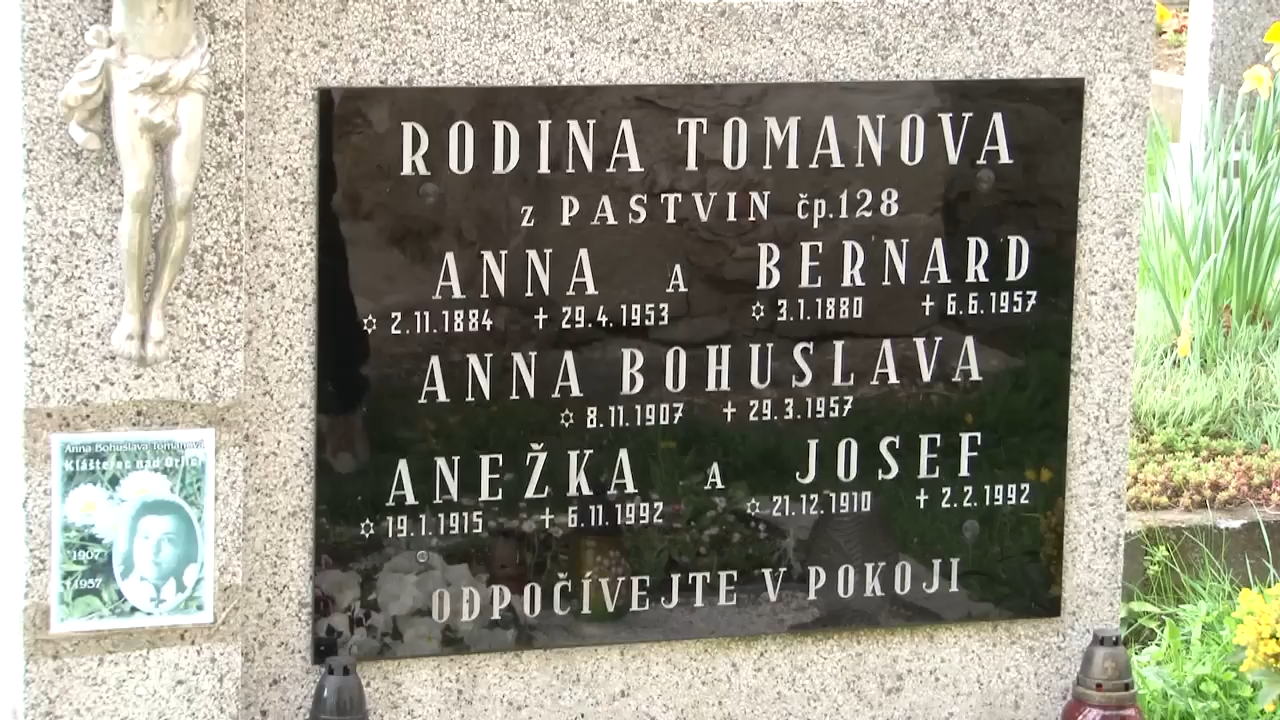 RODINA TOMANOVA
z PASTVIN čp.128
ANNA A BERNARD
✡ 2.11.1884 + 29.4.1953 ✡ 3.1.1880 + 6.6.1957
ANNA BOHUSLAVA
✡ 8.11.1907 + 29.3.1957
ANEŽKA A JOSEF
✡ 19.1.1915 + 6.11.1992 ✡ 21.12.1910 + 2.2.1992
ODPOČÍVEJTE V POKOJI
Anna Bohuslava Tomanová
Klášterec nad Orlicí
*1907
+1957